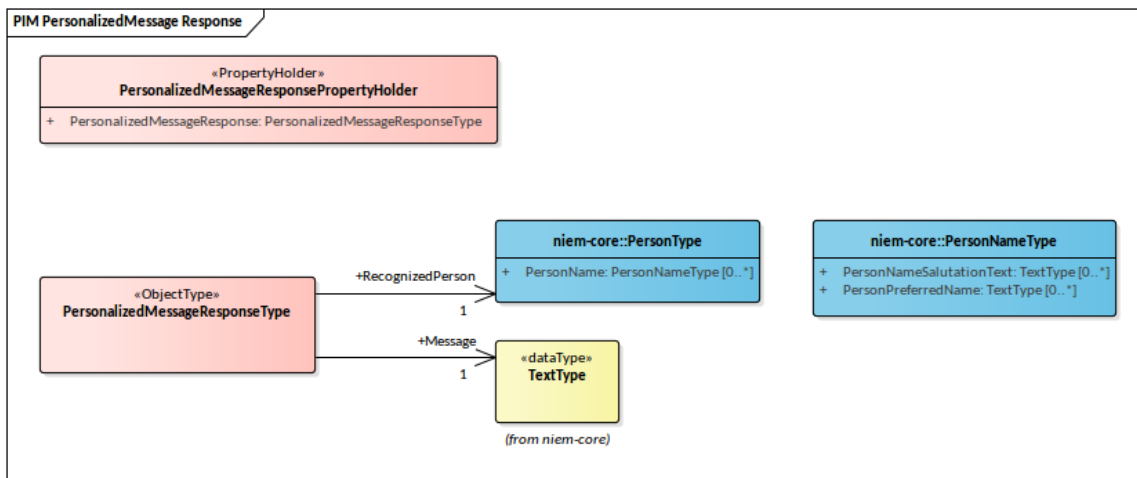 PIM PersonalizedMessage Response
«PropertyHolder»
PersonalizedMessageResponsePropertyHolder
+ PersonalizedMessageResponse: PersonalizedMessageResponseType
niem-core::PersonType
+ PersonName: PersonNameType [0..*]
niem-core::PersonNameType
+ PersonNameSalutationText: TextType [0..*]
+ PersonPreferredName: TextType [0..*]
«ObjectType»
PersonalizedMessageResponseType
+RecognizedPerson
1
+Message
1
«dataType»
TextType
(from niem-core)